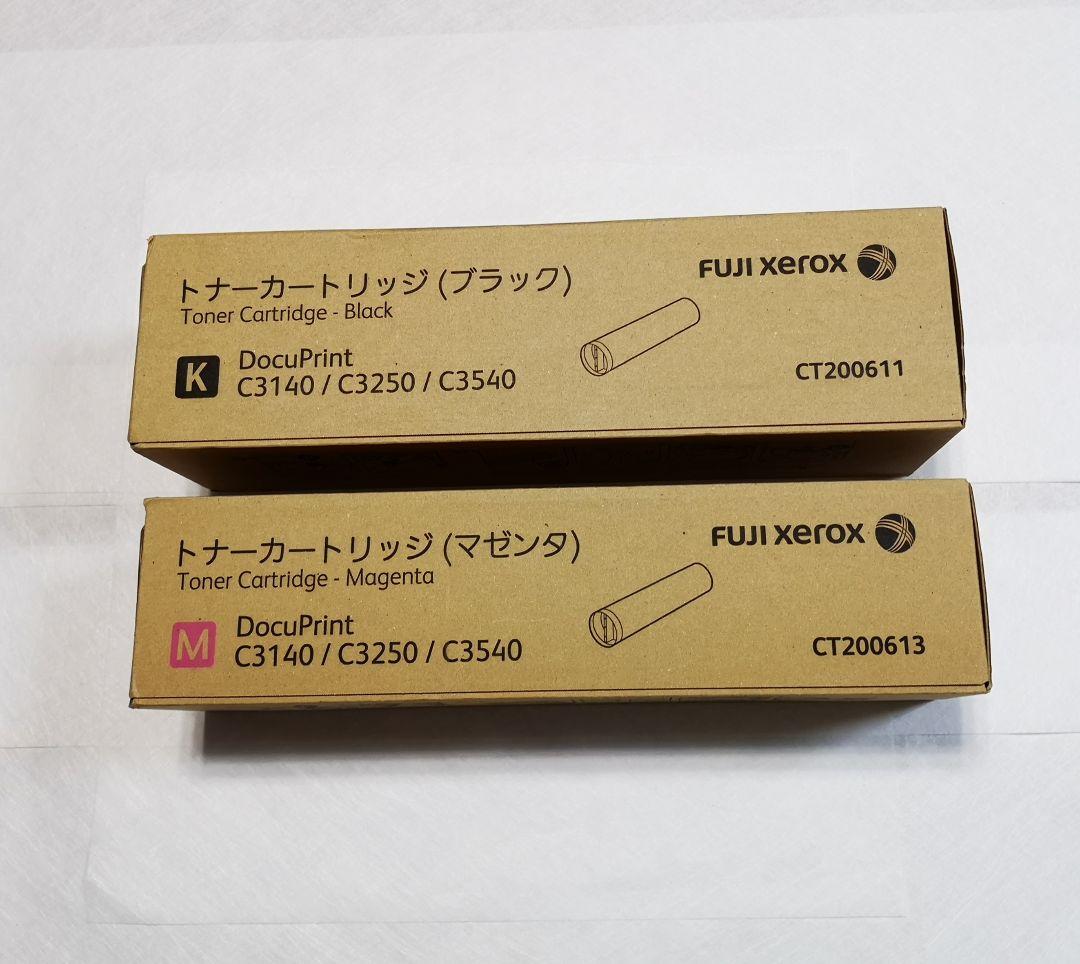 トナーカートリッジ (ブラック)
Toner Cartridge - Black
K
DocuPrint
C3140 / C3250 / C3540
FUJI xerox
CT200611
トナーカートリッジ (マゼンタ)
Toner Cartridge - Magenta
M
DocuPrint
C3140 / C3250 / C3540
FUJI xerox
CT200613